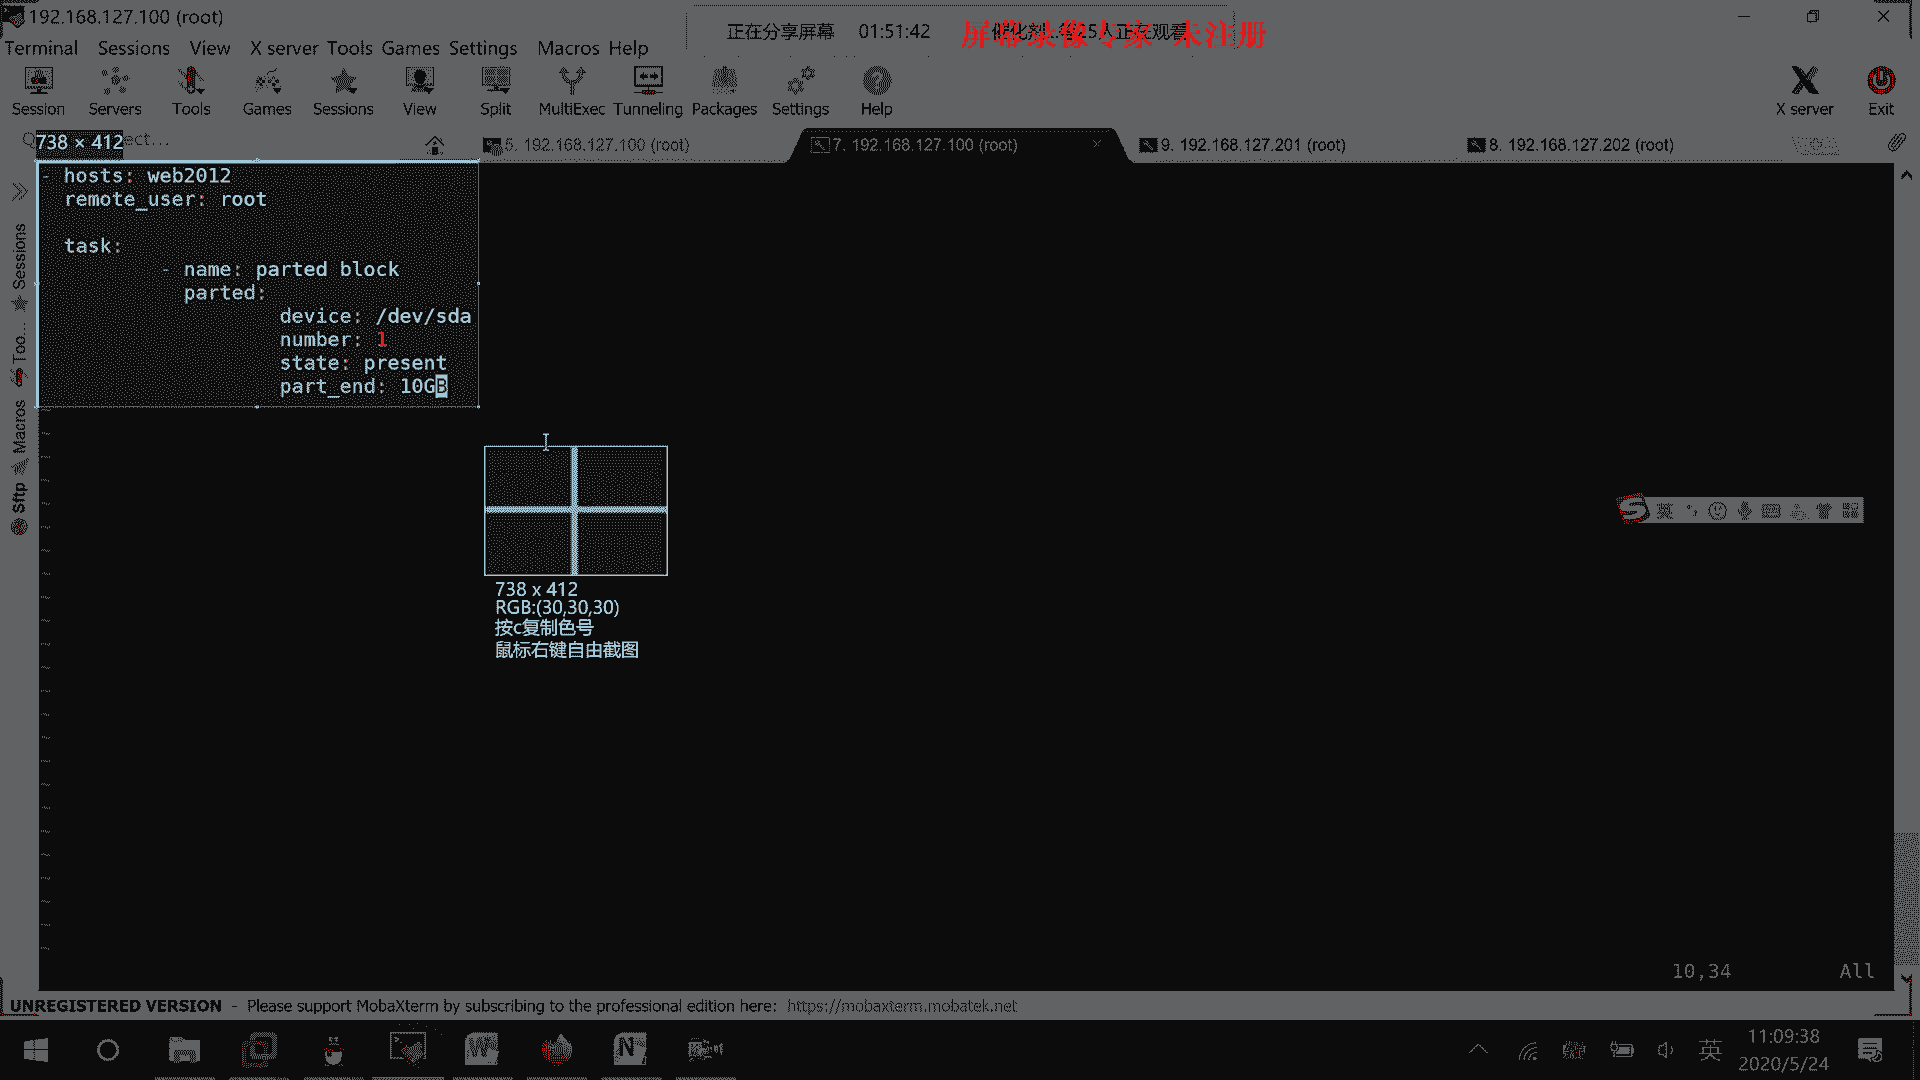 192.168.127.100 (root)
正在分享屏幕 01:51:42
屏幕录像专家 未注册
Terminal Sessions View X server Tools Games Settings Macros Help
Session Servers Tools Games Sessions View Split MultiExec Tunneling Packages Settings Help X server Exit
738 × 412
5. 192.168.127.100 (root)
7. 192.168.127.100 (root)
9. 192.168.127.201 (root)
8. 192.168.127.202 (root)
- hosts: web2012
remote_user: root
task:
- name: parted block
parted:
device: /dev/sda
number: 1
state: present
part_end: 10GB
Sessions
Too...
Macros
Sftp
738 x 412
RGB:(30,30,30)
按c复制色号
鼠标右键自由截图
英
10,34 All
UNREGISTERED VERSION - Please support MobaXterm by subscribing to the professional edition here: https://mobaxterm.mobatek.net
英
11:09:38
2020/5/24